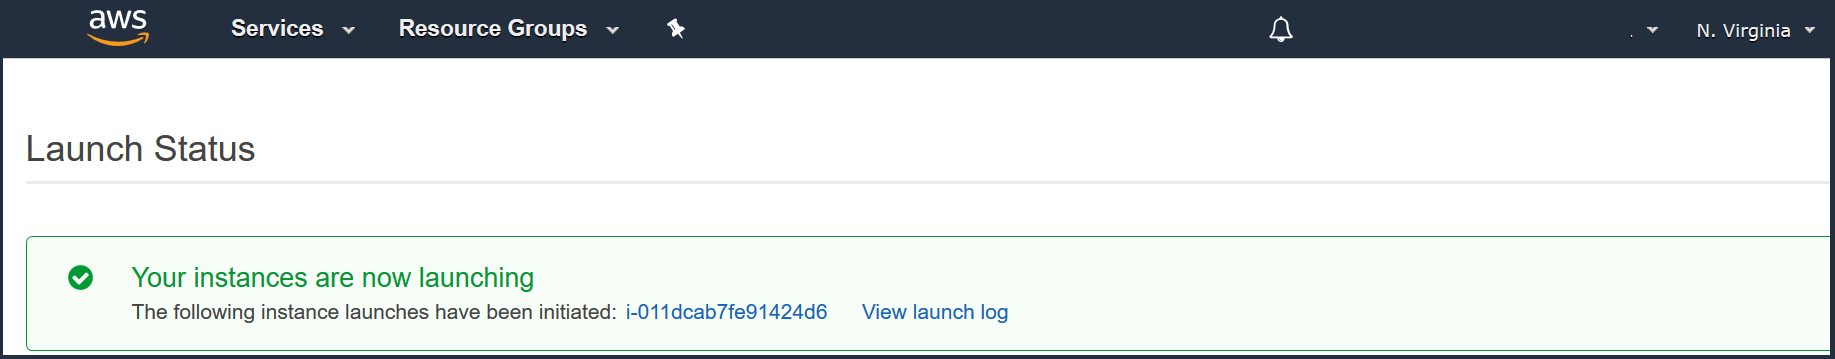 aws Services Resource Groups . N. Virginia
Launch Status
Your instances are now launching
The following instance launches have been initiated: i-011dcab7fe91424d6 View launch log